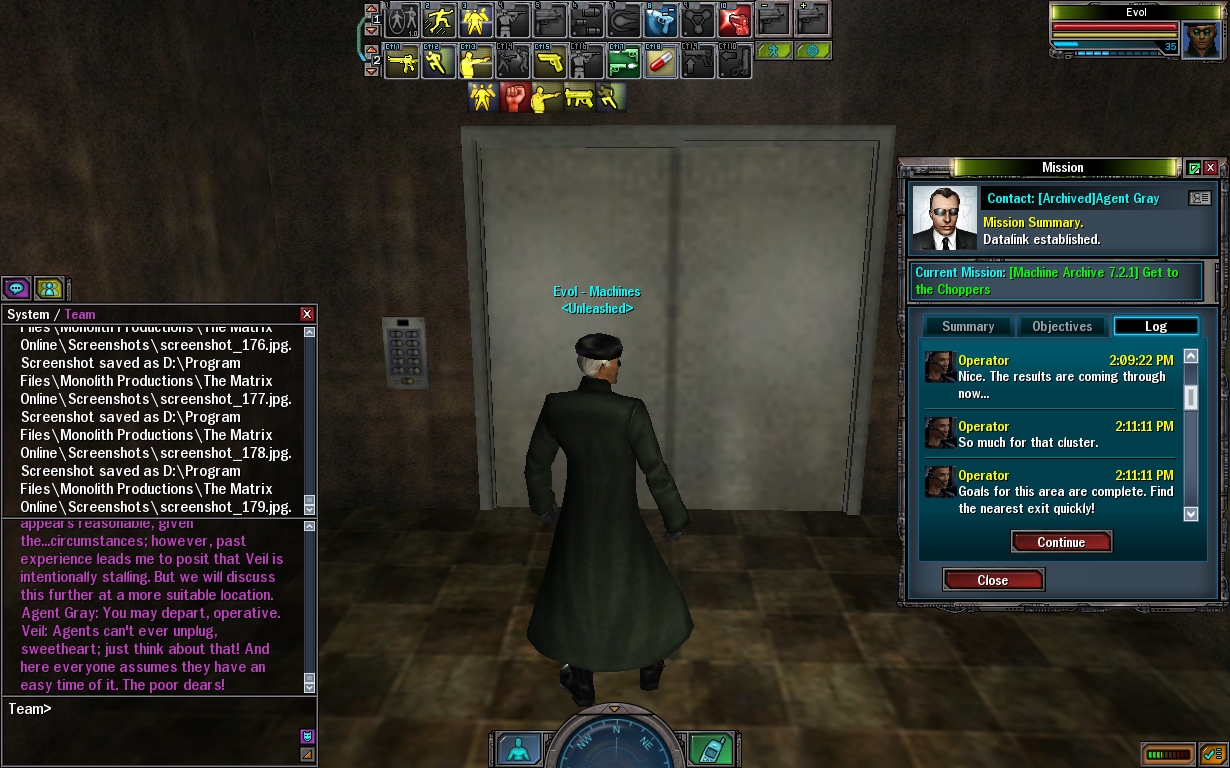 Evol
35
1
2
Mission
Contact: [Archived]Agent Gray
Mission Summary.
Datalink established.
Current Mission: [Machine Archive 7.2.1] Get to
the Choppers
Summary
Objectives
Log
Operator 2:09:22 PM
Nice. The results are coming through
now...
Operator 2:11:11 PM
So much for that cluster.
Operator 2:11:11 PM
Goals for this area are complete. Find
the nearest exit quickly!
Continue
Close
Evol - Machines
<Unleashed>
System / Team
Files\Monolith Productions\The Matrix
Online\Screenshots\screenshot_176.jpg.
Screenshot saved as D:\Program
Files\Monolith Productions\The Matrix
Online\Screenshots\screenshot_177.jpg.
Screenshot saved as D:\Program
Files\Monolith Productions\The Matrix
Online\Screenshots\screenshot_178.jpg.
Screenshot saved as D:\Program
Files\Monolith Productions\The Matrix
Online\Screenshots\screenshot_179.jpg.
appears reasonable, given
the...circumstances; however, past
experience leads me to posit that Veil is
intentionally stalling. But we will discuss
this further at a more suitable location.
Agent Gray: You may depart, operative.
Veil: Agents can't ever unplug,
sweetheart; just think about that! And
here everyone assumes they have an
easy time of it. The poor dears!
Team>
NW
N
NE